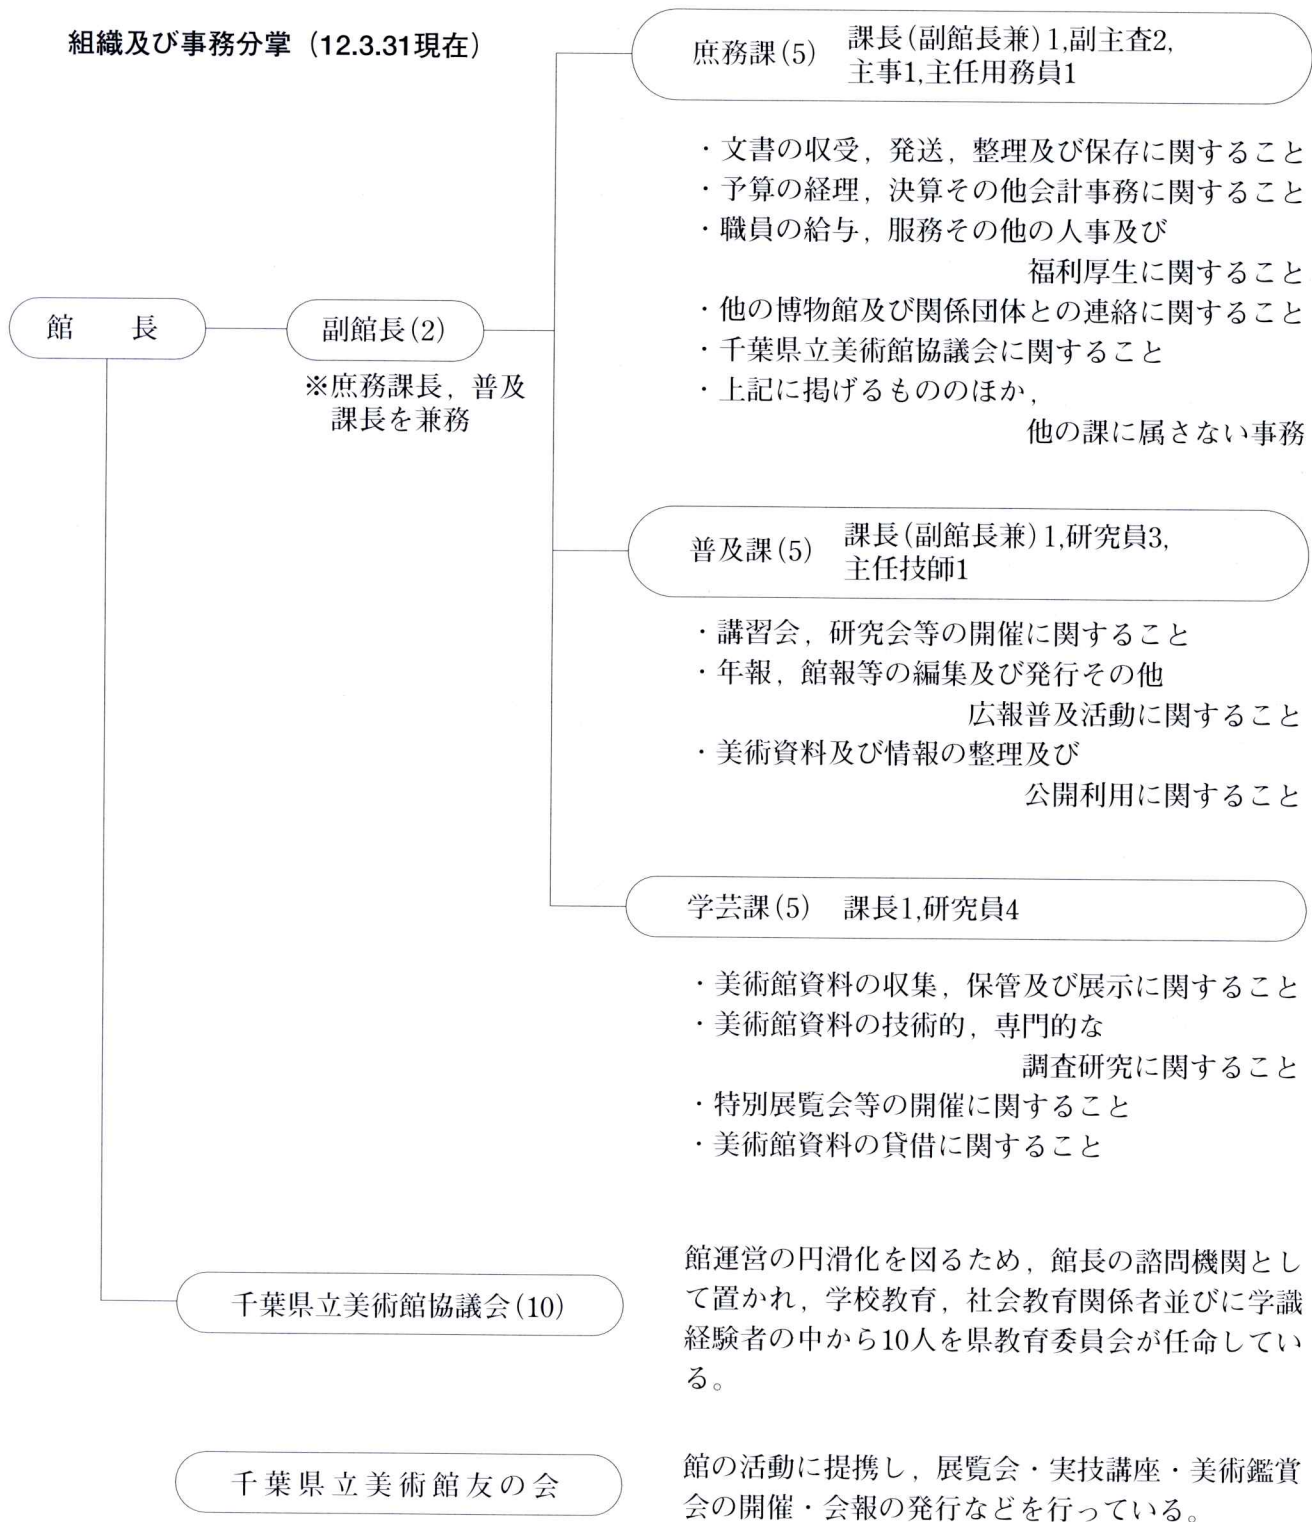 組織及び事務分掌（12.3.31現在）
館　　長
副館長(2)
※庶務課長，普及
課長を兼務
庶務課(5)　課長(副館長兼)1,副主査2,
主事1,主任用務員1
・文書の収受，発送，整理及び保存に関すること
・予算の経理，決算その他会計事務に関すること
・職員の給与，服務その他の人事及び
福利厚生に関すること
・他の博物館及び関係団体との連絡に関すること
・千葉県立美術館協議会に関すること
・上記に掲げるもののほか，
他の課に属さない事務
普及課(5)　課長(副館長兼)1,研究員3,
主任技師1
・講習会，研究会等の開催に関すること
・年報，館報等の編集及び発行その他
広報普及活動に関すること
・美術資料及び情報の整理及び
公開利用に関すること
学芸課(5)　課長1,研究員4
・美術館資料の収集，保管及び展示に関すること
・美術館資料の技術的，専門的な
調査研究に関すること
・特別展覧会等の開催に関すること
・美術館資料の貸借に関すること
千葉県立美術館協議会(10)
館運営の円滑化を図るため，館長の諮問機関とし
て置かれ，学校教育，社会教育関係者並びに学識
経験者の中から10人を県教育委員会が任命してい
る。
千葉県立美術館友の会
館の活動に提携し，展覧会・実技講座・美術鑑賞
会の開催・会報の発行などを行っている。